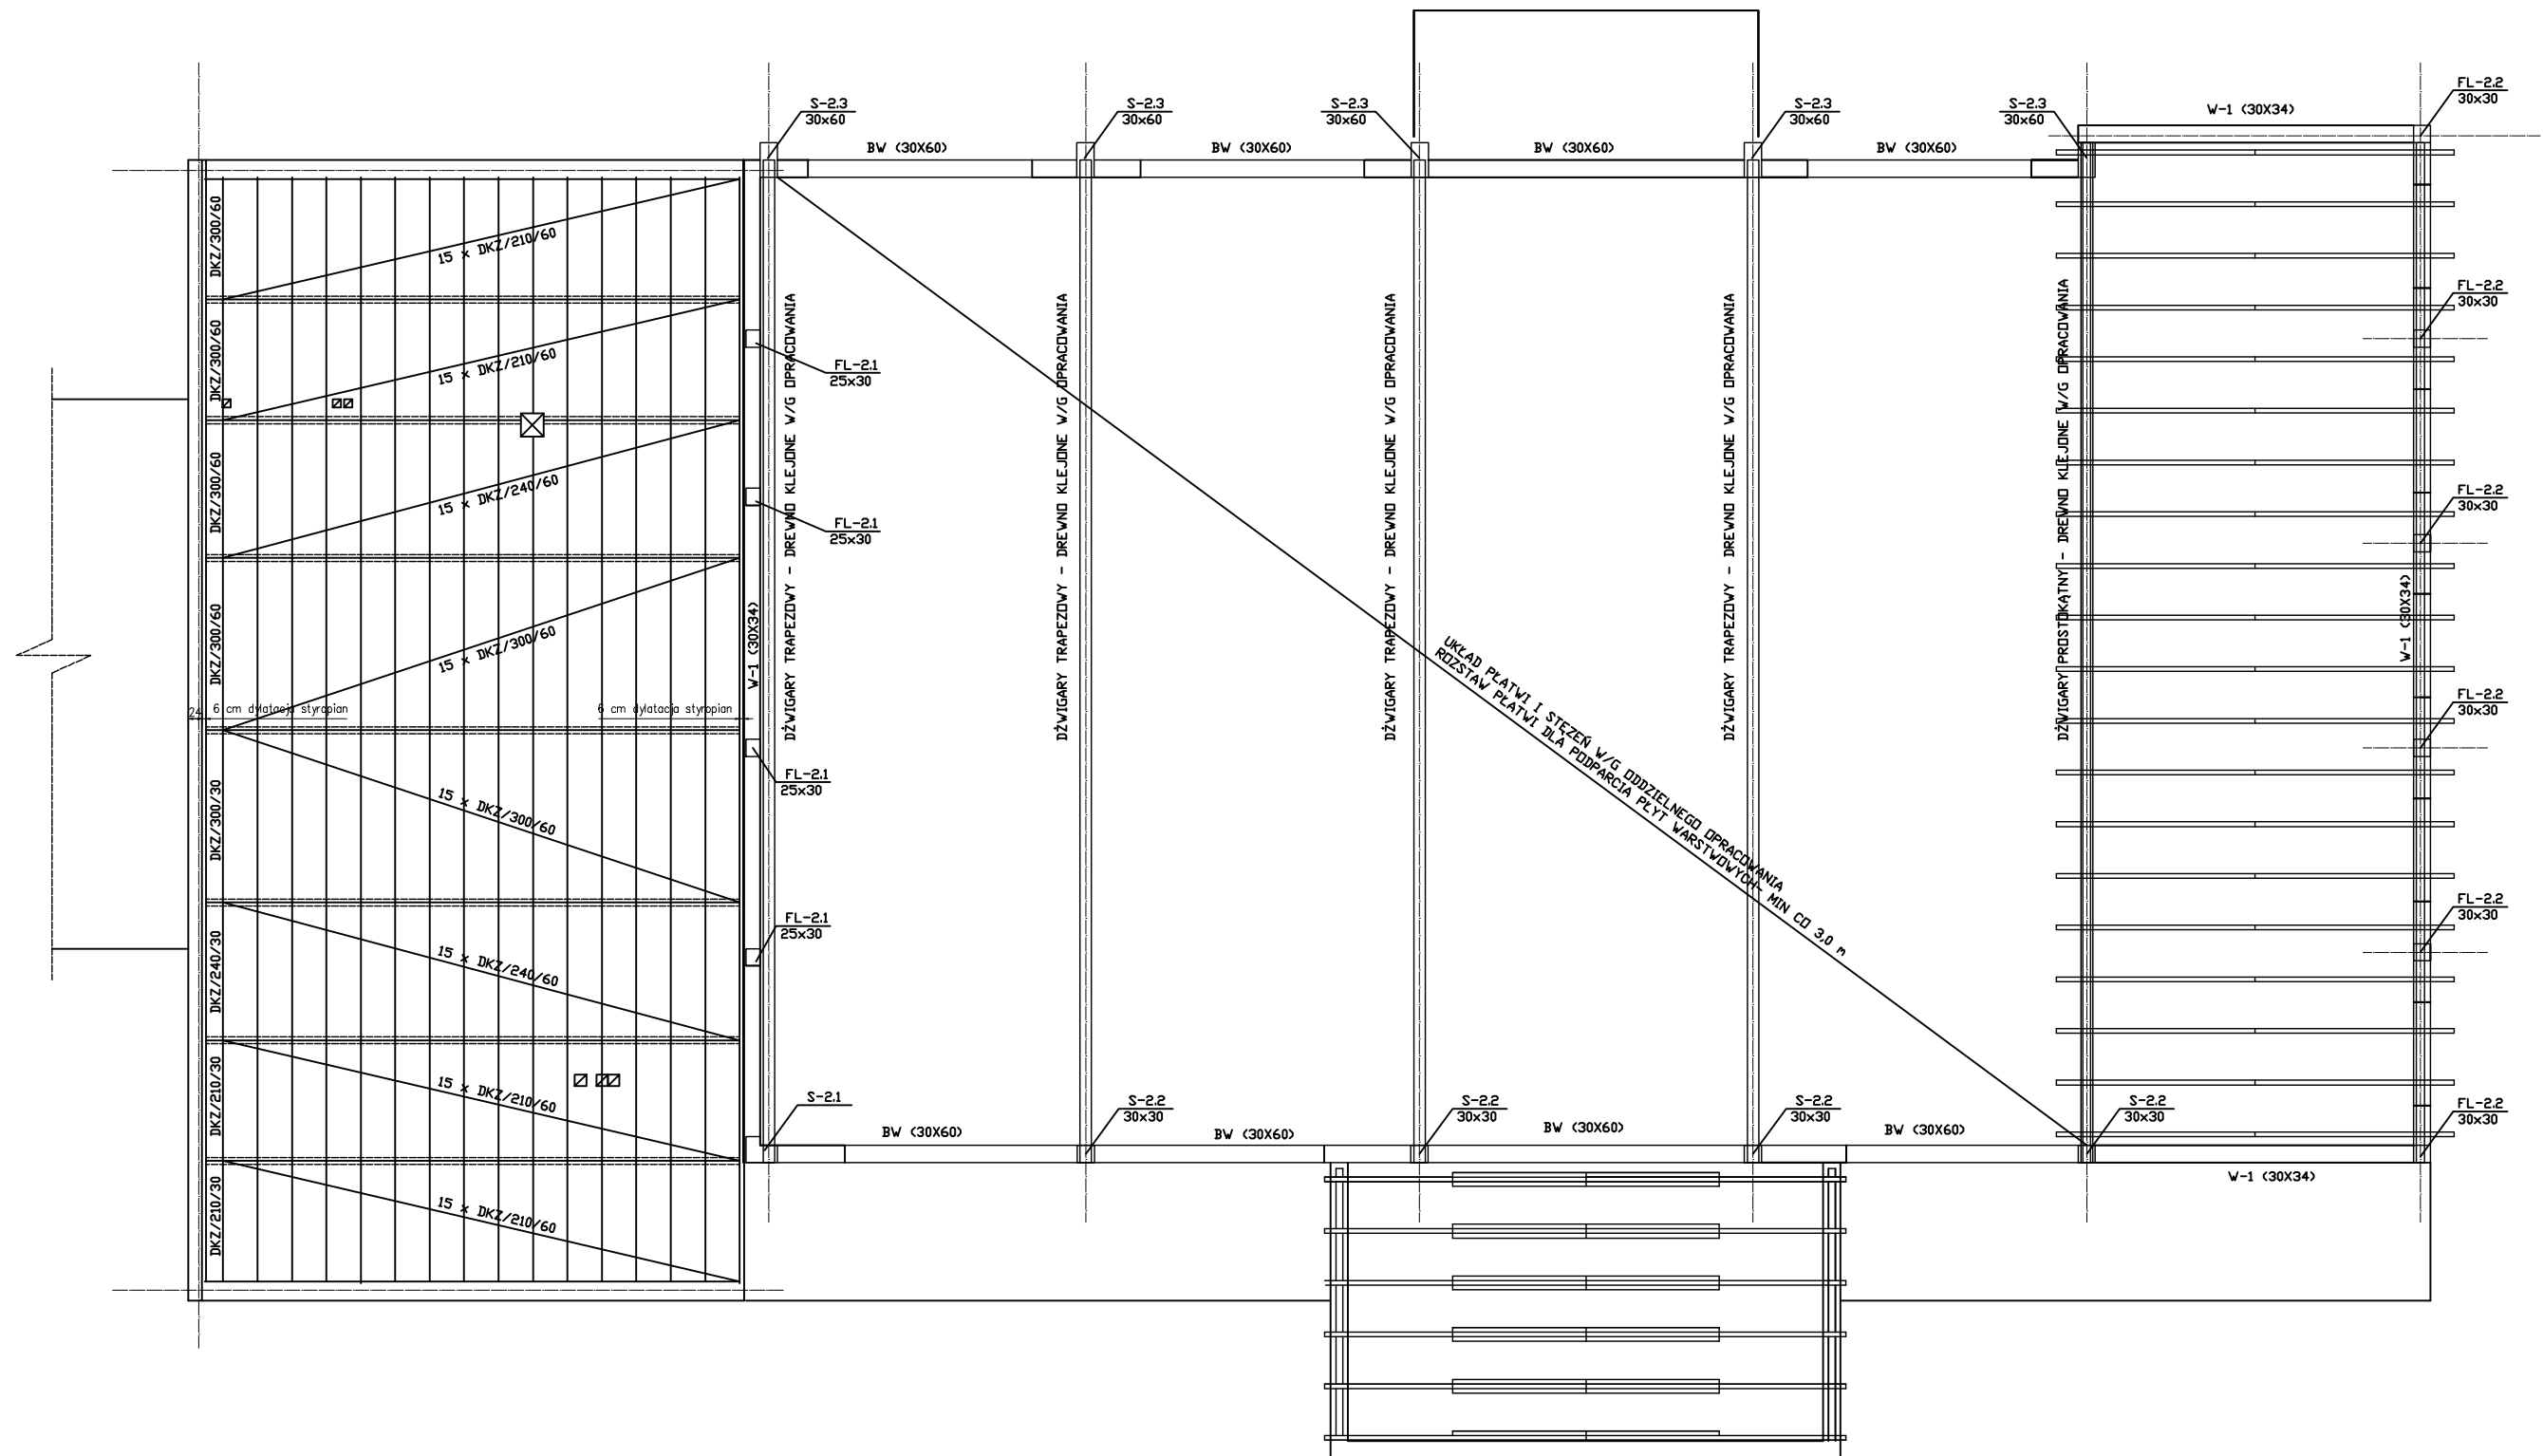 FL-2.2
30x30
S-2.3
30x60
S-2.3
30x60
S-2.3
30x60
S-2.3
30x60
S-2.3
30x60
W-1 (30X34)
BW (30X60)
BW (30X60)
BW (30X60)
BW (30X60)
DKZ/300/60
15 x DKZ/210/60
FL-2.2
30x30
DKZ/300/60
15 x DKZ/210/60
FL-2.1
25x30
DKZ/300/60
15 x DKZ/240/60
FL-2.1
25x30
FL-2.2
30x30
DŹWIGARY TRAPEZOWY - DREWNO KLEJONE W/G OPRACOWANIA
DŹWIGARY TRAPEZOWY - DREWNO KLEJONE W/G OPRACOWANIA
DŹWIGARY TRAPEZOWY - DREWNO KLEJONE W/G OPRACOWANIA
DŹWIGARY TRAPEZOWY - DREWNO KLEJONE W/G OPRACOWANIA
DŹWIGARY PROSTOKĄTNY - DREWNO KLEJONE W/G OPRACOWANIA
DKZ/300/60
15 x DKZ/300/60
W-1 (30X34)
W-1 (30X34)
24
6 cm dylatacja styropian
6 cm dylatacja styropian
UKŁAD PŁATWI I STĘŻEŃ W/G ODDZIELNEGO OPRACOWANIA
ROZSTAW PŁATWI DLA PODPARCIA PŁYT WARSTWOWYCH- MIN CO 3,0 m
FL-2.2
30x30
FL-2.1
25x30
DKZ/300/30
15 x DKZ/300/60
FL-2.1
25x30
FL-2.2
30x30
DKZ/240/30
15 x DKZ/240/60
DKZ/210/30
15 x DKZ/210/60
S-2.1
S-2.2
30x30
S-2.2
30x30
S-2.2
30x30
S-2.2
30x30
FL-2.2
30x30
BW (30X60)
BW (30X60)
BW (30X60)
BW (30X60)
W-1 (30X34)
DKZ/210/30
15 x DKZ/210/60